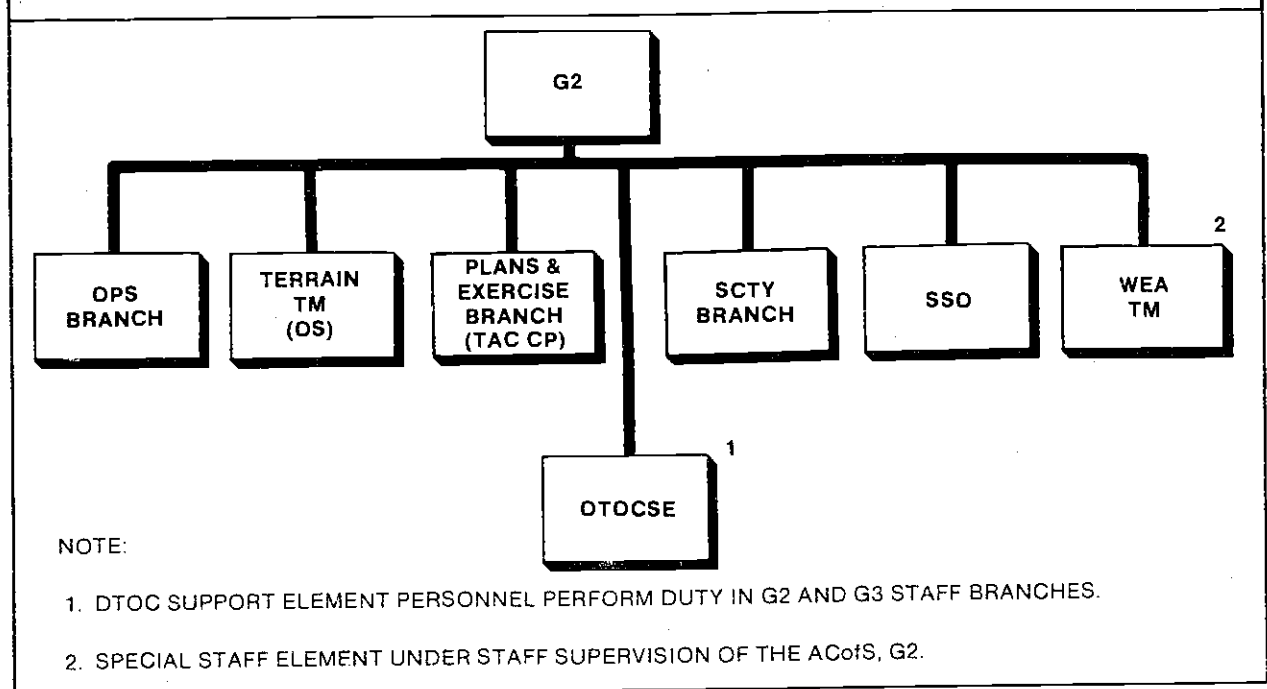 G2
OPS
BRANCH
TERRAIN
TM
(OS)
PLANS &
EXERCISE
BRANCH
(TAC CP)
SCTY
BRANCH
SSO
2
WEA
TM
1
OTOCSE
NOTE:
1. DTOC SUPPORT ELEMENT PERSONNEL PERFORM DUTY IN G2 AND G3 STAFF BRANCHES.
2. SPECIAL STAFF ELEMENT UNDER STAFF SUPERVISION OF THE ACofS, G2.